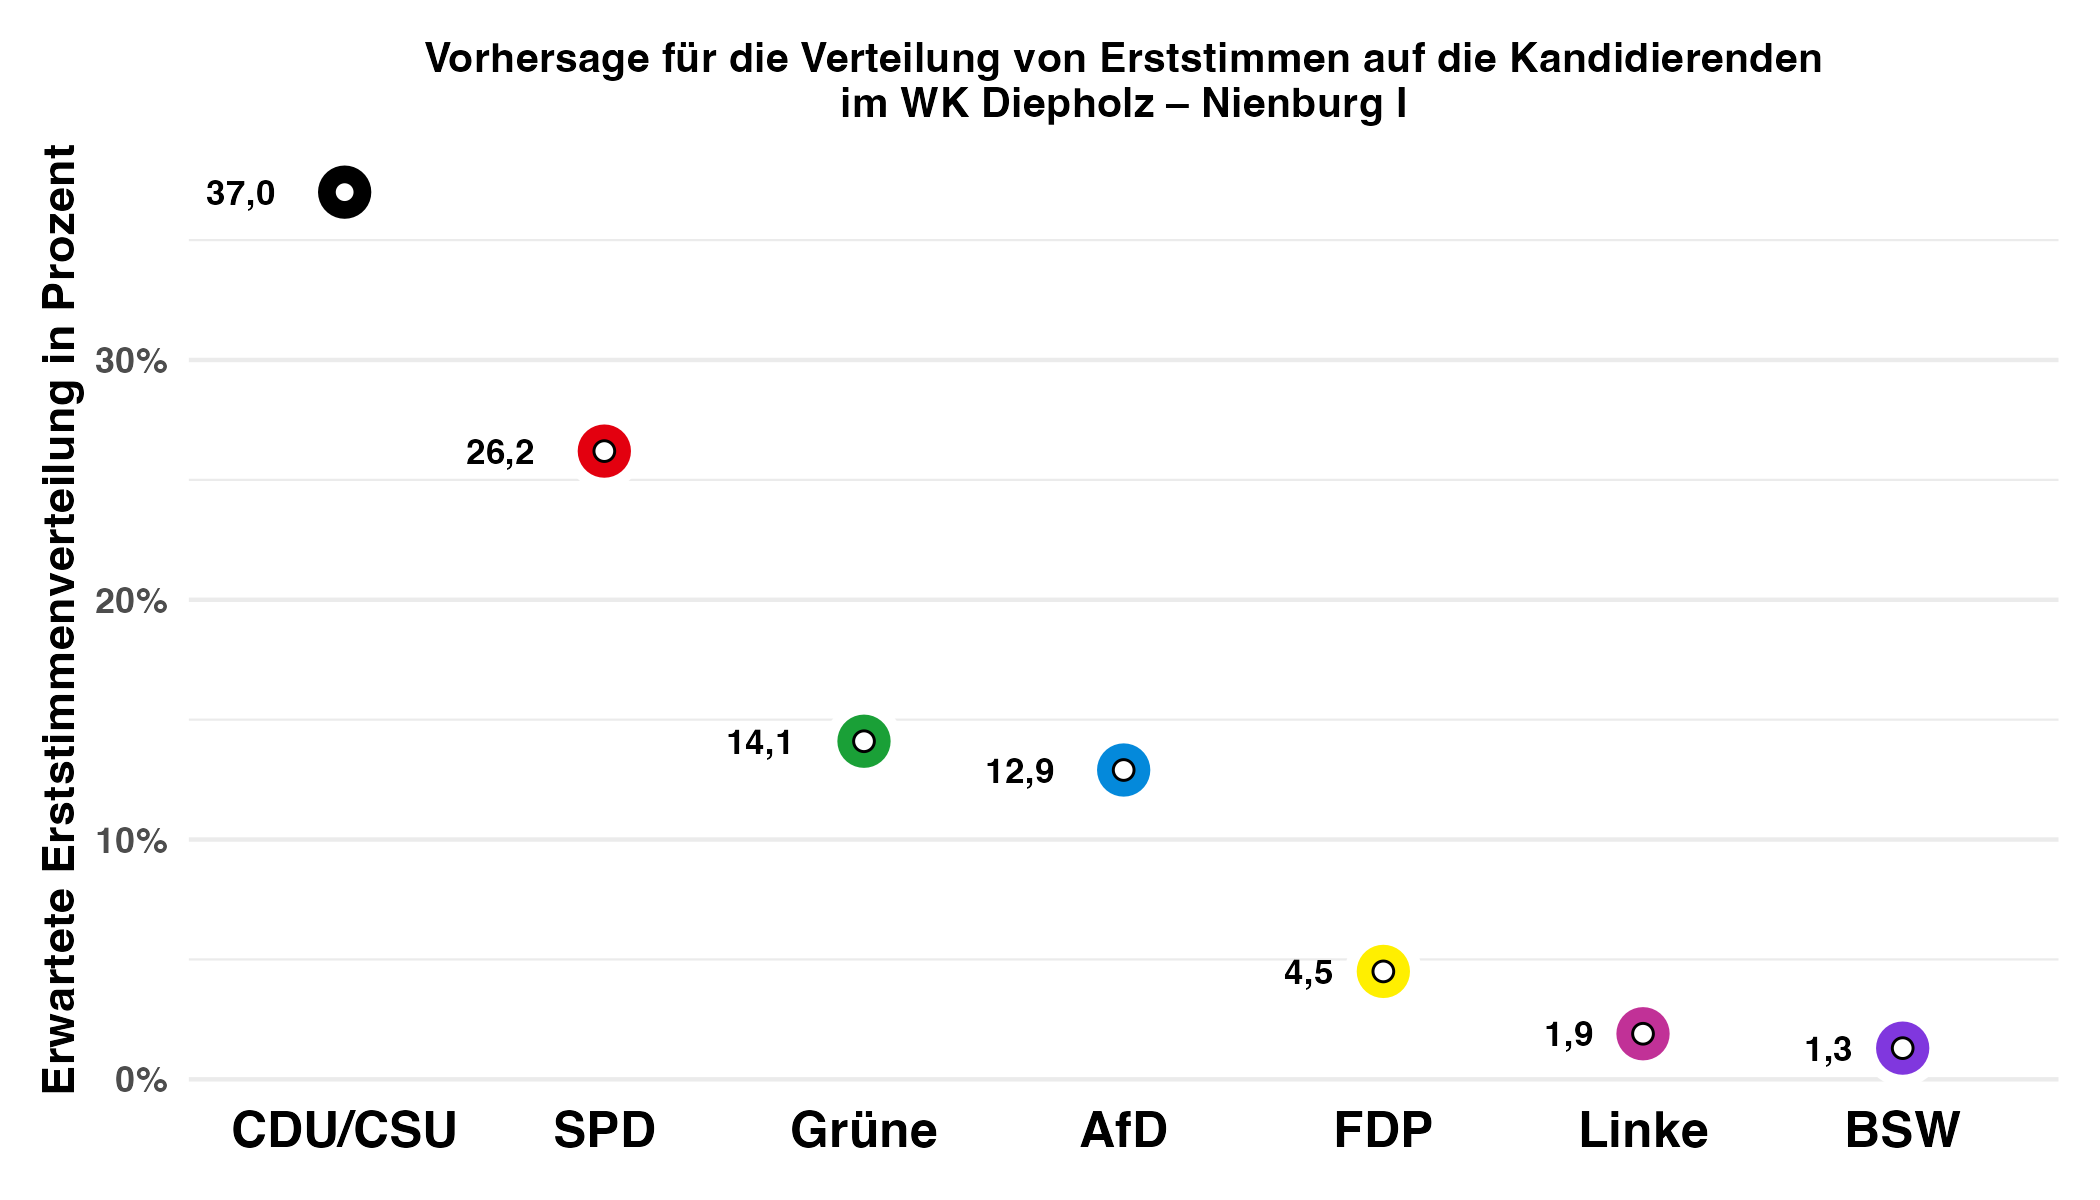 Vorhersage für die Verteilung von Erststimmen auf die Kandidierenden
im WK Diepholz – Nienburg I
Erwartete Erststimmenverteilung in Prozent
37,0
30%
26,2
20%
14,1
12,9
10%
4,5
1,9
1,3
0%
CDU/CSU SPD Grüne AfD FDP Linke BSW